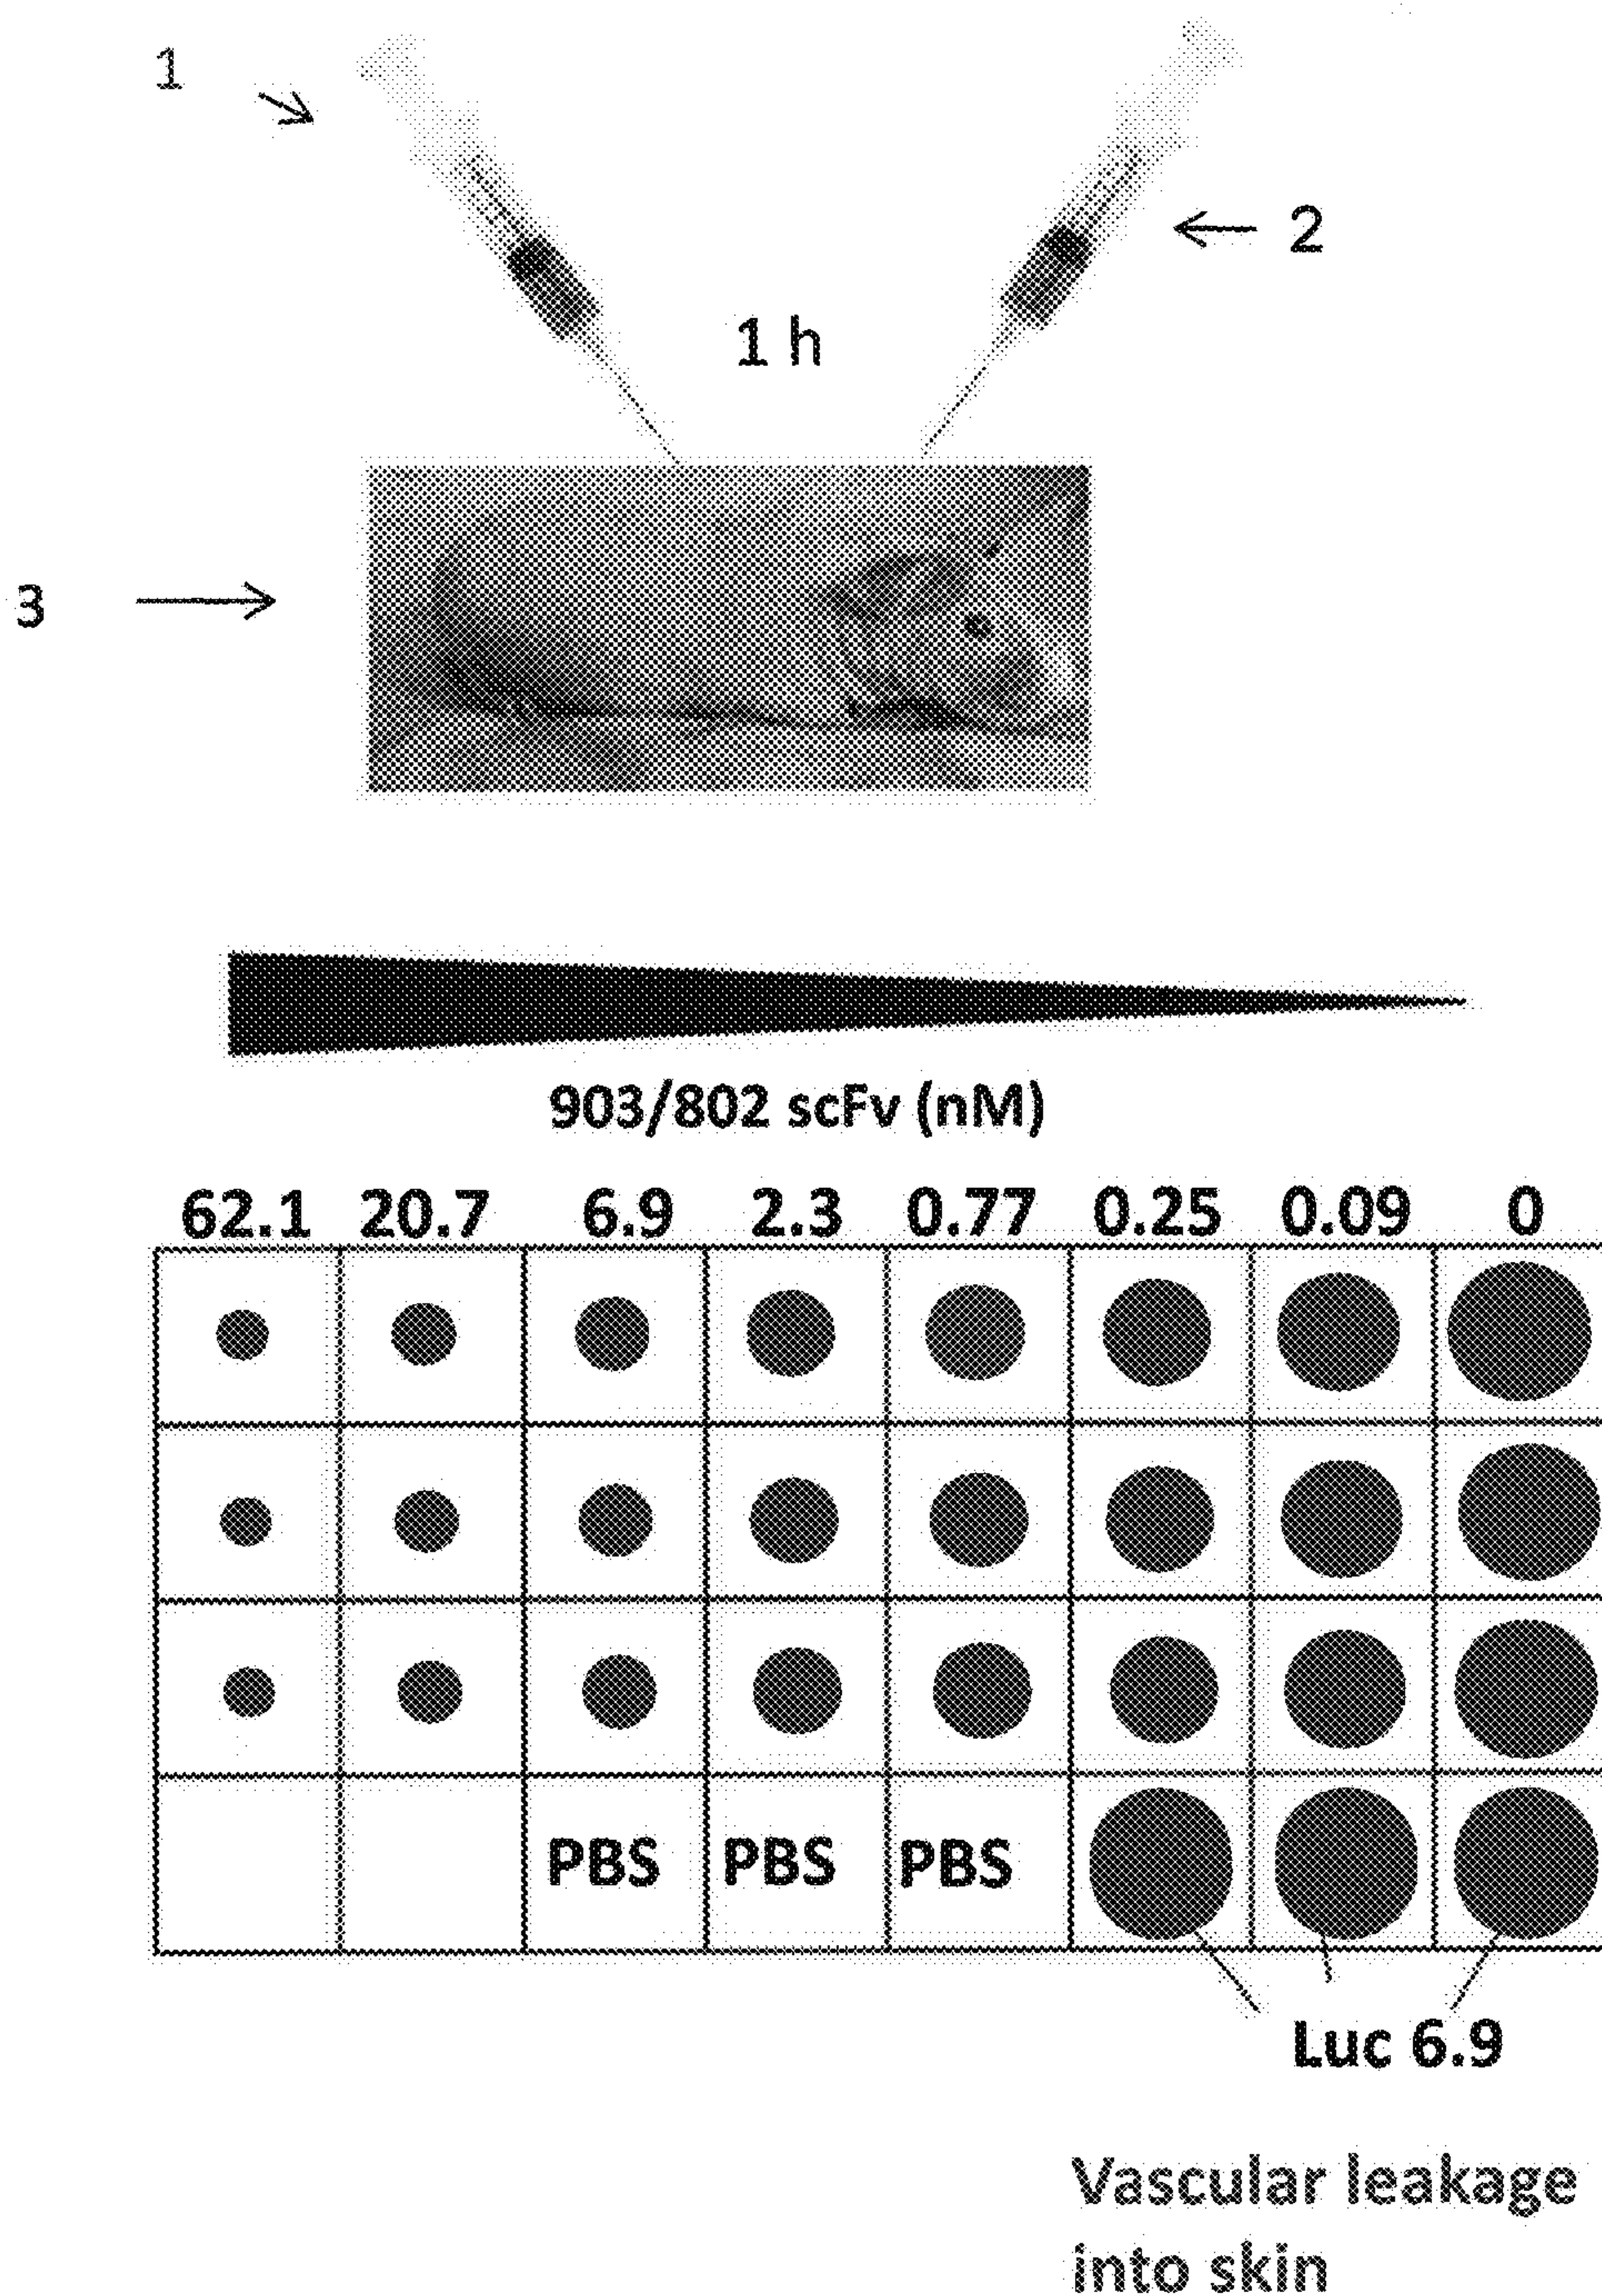 1
2
1 h
3
903/802 scFv (nM)
62.1 20.7 6.9 2.3 0.77 0.25 0.09 0
PBS PBS PBS
Luc 6.9
Vascular leakage
into skin